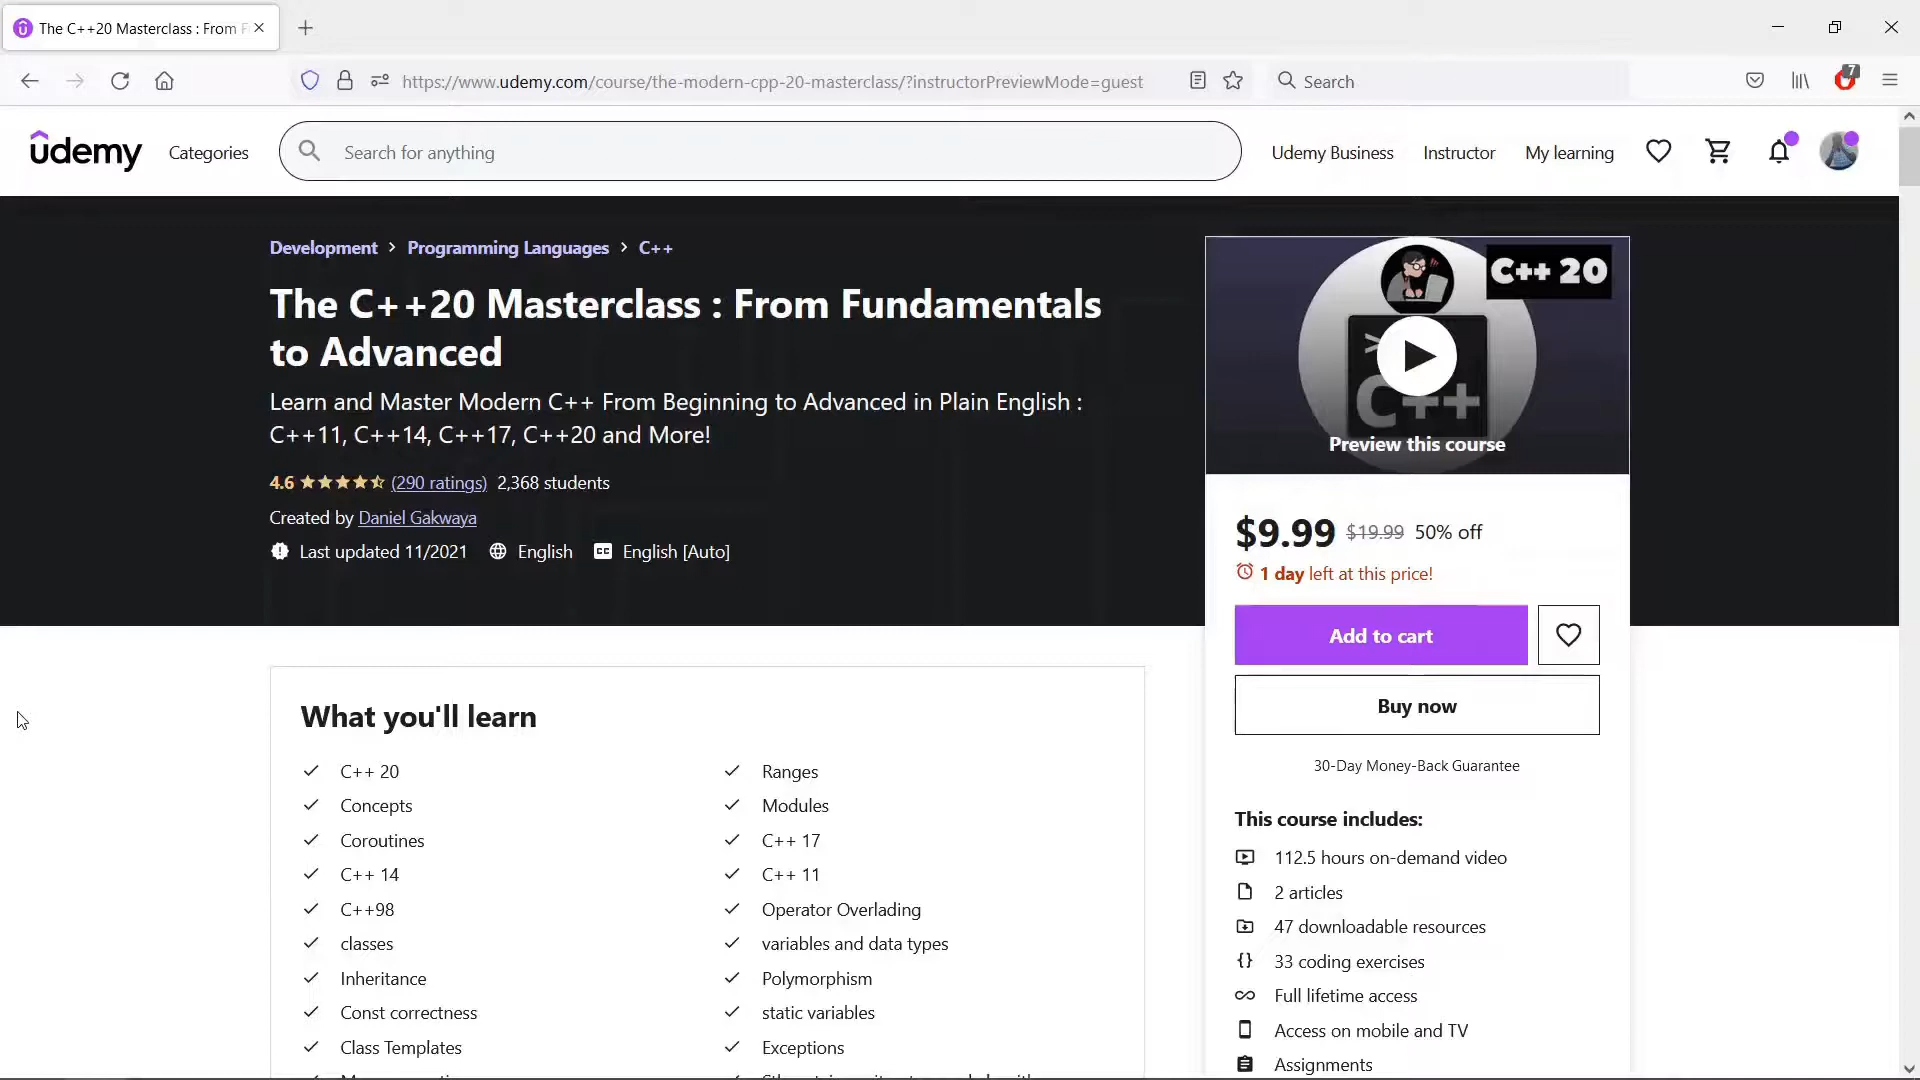 The C++20 Masterclass : From F
https://www.udemy.com/course/the-modern-cpp-20-masterclass/?instructorPreviewMode=guest
Search
7
udemy
Categories
Search for anything
Udemy Business
Instructor
My learning
Development > Programming Languages > C++
The C++20 Masterclass : From Fundamentals
to Advanced
Learn and Master Modern C++ From Beginning to Advanced in Plain English :
C++11, C++14, C++17, C++20 and More!
4.6 (290 ratings) 2,368 students
Created by Daniel Gakwaya
Last updated 11/2021 English CC English [Auto]
C++ 20
C++
Preview this course
$9.99 $19.99 50% off
1 day left at this price!
Add to cart
Buy now
30-Day Money-Back Guarantee
This course includes:
112.5 hours on-demand video
2 articles
47 downloadable resources
33 coding exercises
Full lifetime access
Access on mobile and TV
Assignments
What you'll learn
C++ 20
Ranges
Concepts
Modules
Coroutines
C++ 17
C++ 14
C++ 11
C++98
Operator Overlading
classes
variables and data types
Inheritance
Polymorphism
Const correctness
static variables
Class Templates
Exceptions